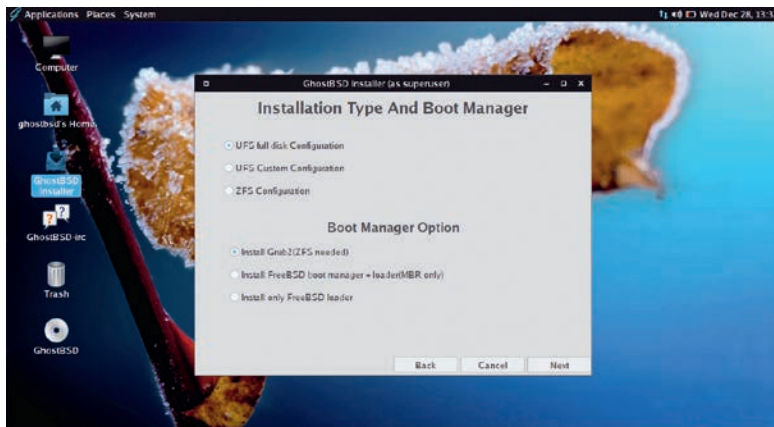 Applications Places System
Wed Dec 28, 13:3
Computer
ghostbsd's Home
GhostBSD
Installer
GhostBSD-irc
Trash
GhostBSD
GhostBSD Installer (as superuser)
Installation Type And Boot Manager
UFS full disk Configuration
UFS Custom Configuration
ZFS Configuration
Boot Manager Option
Install Grub2(ZFS needed)
Install FreeBSD boot manager + loader(MBR only)
Install only FreeBSD loader
Back Cancel Next